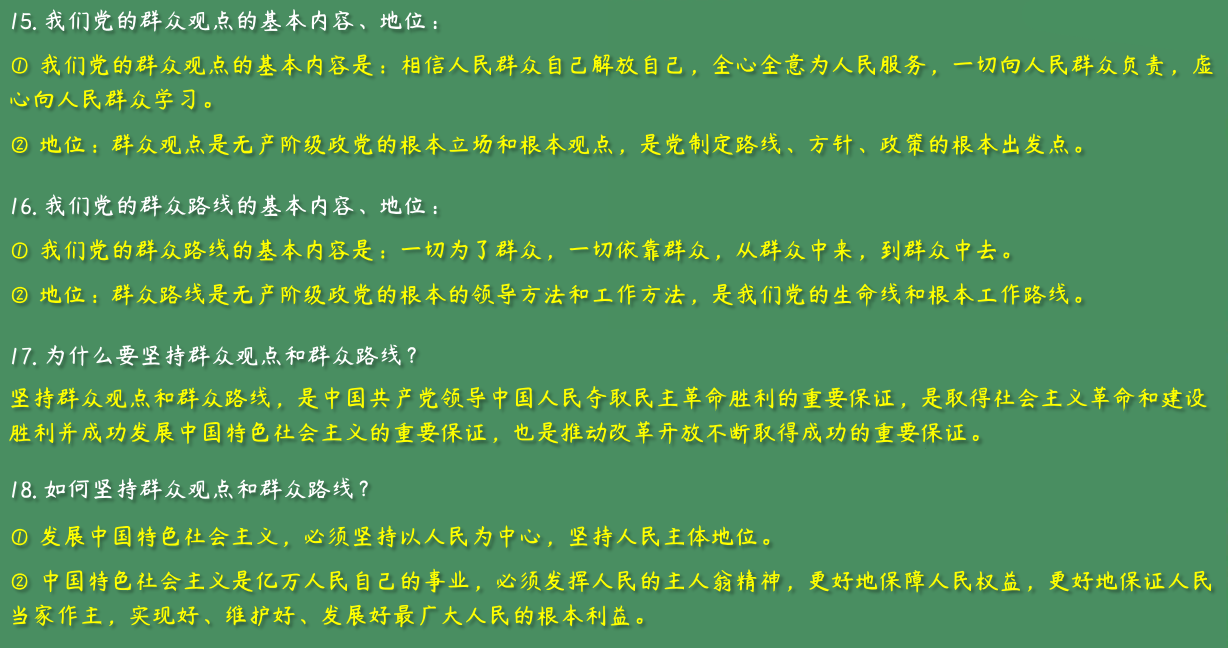 15. 我们党的群众观点的基本内容、地位：
① 我们党的群众观点的基本内容是：相信人民群众自己解放自己，全心全意为人民服务，一切向人民群众负责，虚
心向人民群众学习。
② 地位：群众观点是无产阶级政党的根本立场和根本观点，是党制定路线、方针、政策的根本出发点。
16. 我们党的群众路线的基本内容、地位：
① 我们党的群众路线的基本内容是：一切为了群众，一切依靠群众，从群众中来，到群众中去。
② 地位：群众路线是无产阶级政党的根本的领导方法和工作方法，是我们党的生命线和根本工作路线。
17. 为什么要坚持群众观点和群众路线？
坚持群众观点和群众路线，是中国共产党领导中国人民夺取民主革命胜利的重要保证，是取得社会主义革命和建设
胜利并成功发展中国特色社会主义的重要保证，也是推动改革开放不断取得成功的重要保证。
18. 如何坚持群众观点和群众路线？
① 发展中国特色社会主义，必须坚持以人民为中心，坚持人民主体地位。
② 中国特色社会主义是亿万人民自己的事业，必须发挥人民的主人翁精神，更好地保障人民权益，更好地保证人民
当家作主，实现好、维护好、发展好最广大人民的根本利益。